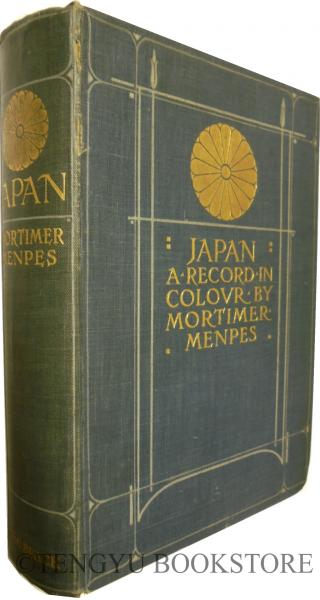 JAPAN
MORTIMER
MENPES
JAPAN
A·RECORD·IN
COLOVR·BY
MORTIMER·
MENPES
©TENGYU BOOKSTORE